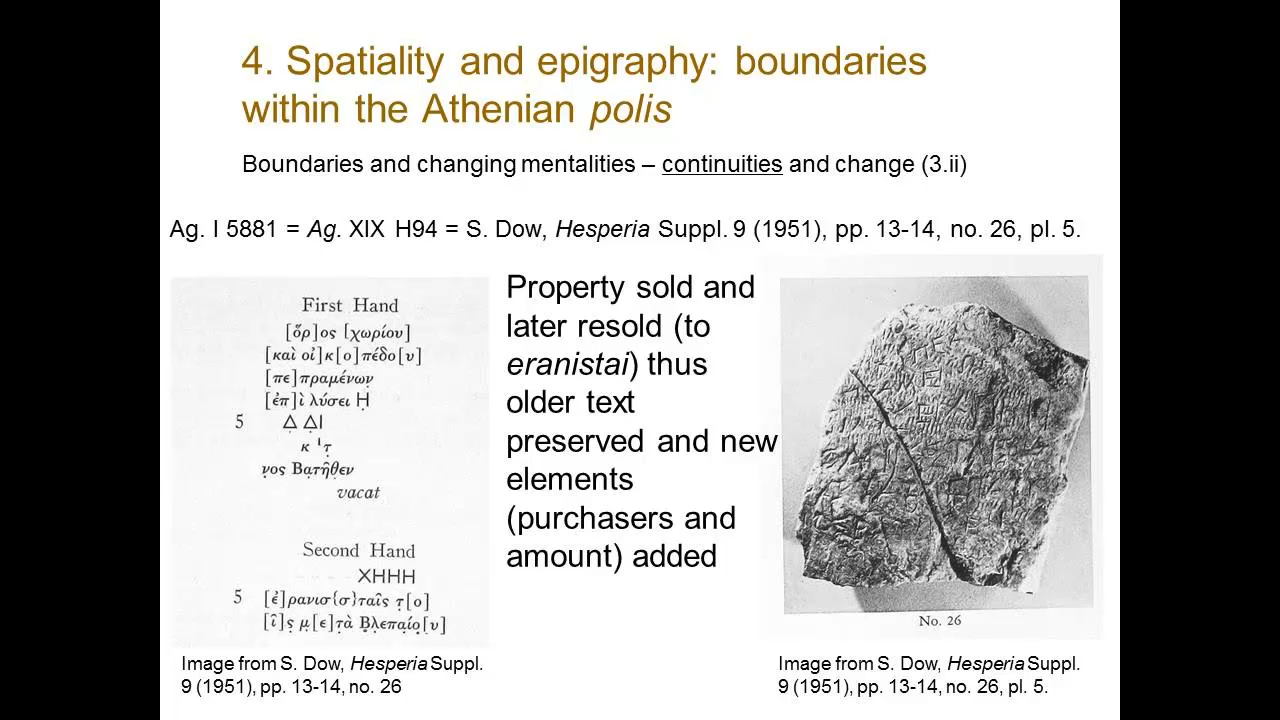 4. Spatiality and epigraphy: boundaries
within the Athenian polis
Boundaries and changing mentalities – continuities and change (3.ii)
Ag. I 5881 = Ag. XIX H94 = S. Dow, Hesperia Suppl. 9 (1951), pp. 13-14, no. 26, pl. 5.
First Hand
[ὅρ]ος [χωρίου]
[καὶ οἰ]κ[ο]πέδο[υ]
[πε]πραμένων̣
[ἐπ]ὶ λύσει Η̣
5 Δ̣ Δ̣Ι
κ ' τ̣
ν̣ος Βα̣τῆθεν
vacat
Second Hand
- - - - ΧΗΗΗ
5 [ἐ]ρανισ{σ}ταῖς τ̣[ο]
[ῖ]ς̣ μ̣[ε]τ̣ὰ Β̣λ̣επα̣ίο̣[υ]
Property sold and
later resold (to
eranistai) thus
older text
preserved and new
elements
(purchasers and
amount) added
No. 26
Image from S. Dow, Hesperia Suppl.
9 (1951), pp. 13-14, no. 26
Image from S. Dow, Hesperia Suppl.
9 (1951), pp. 13-14, no. 26, pl. 5.